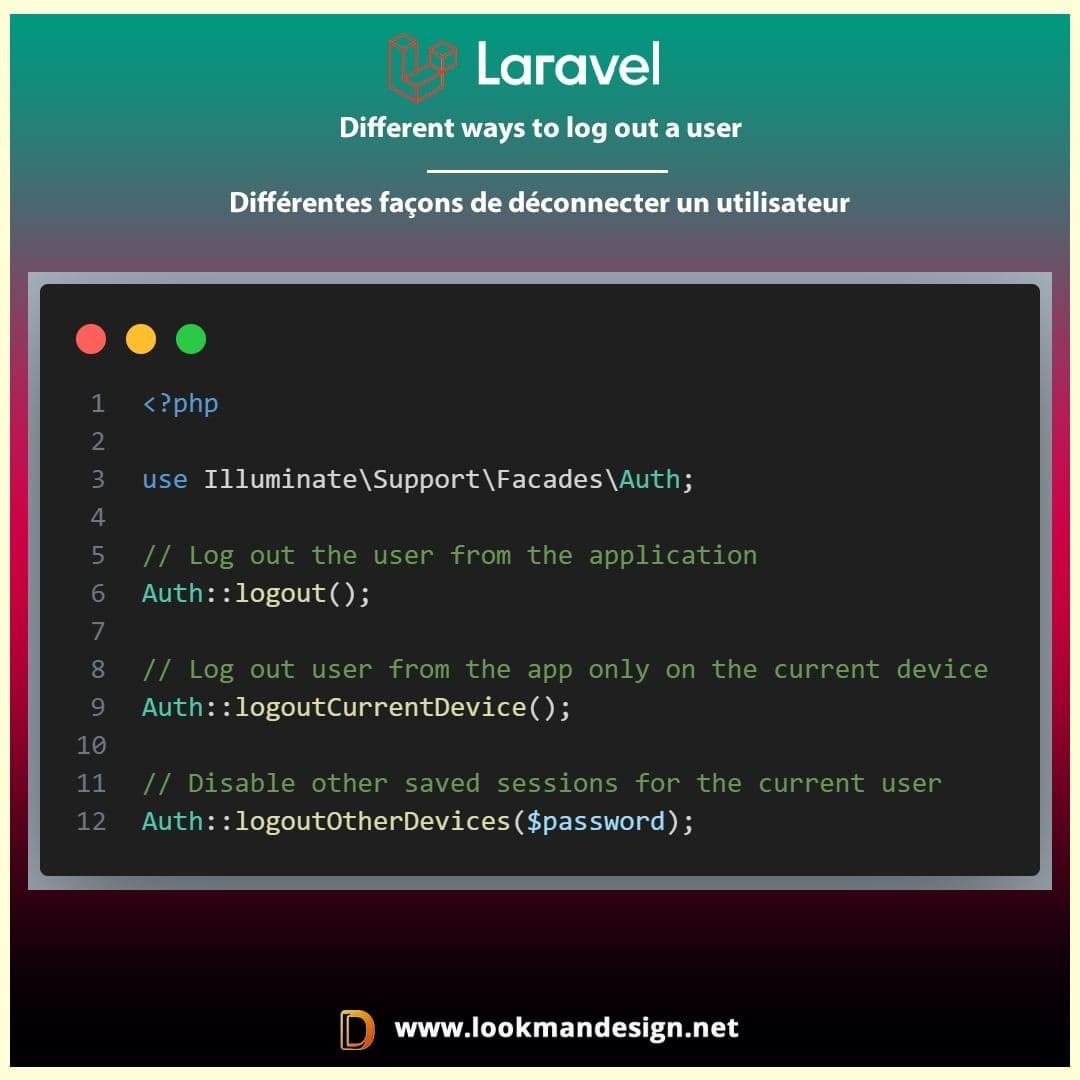 Laravel
Different ways to log out a user
Différentes façons de déconnecter un utilisateur
1 <?php
2
3 use Illuminate\Support\Facades\Auth;
4
5 // Log out the user from the application
6 Auth::logout();
7
8 // Log out user from the app only on the current device
9 Auth::logoutCurrentDevice();
10
11 // Disable other saved sessions for the current user
12 Auth::logoutOtherDevices($password);
www.lookmandesign.net